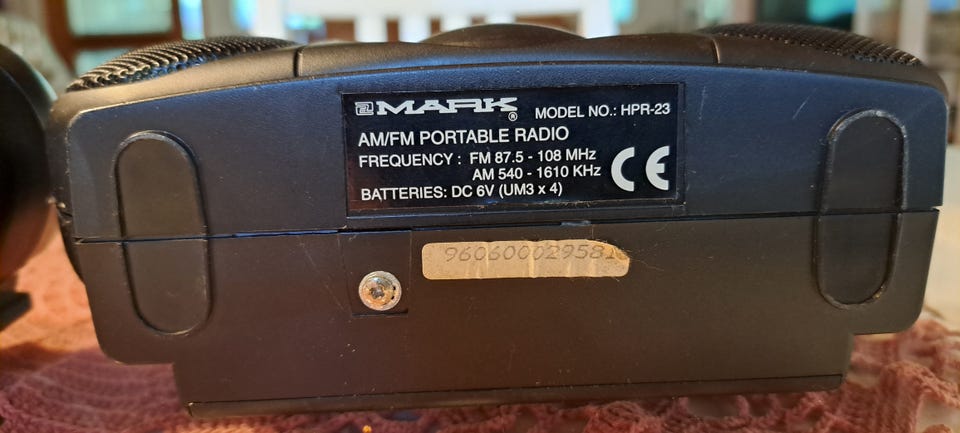 MARK® MODEL NO.: HPR-23
AM/FM PORTABLE RADIO
FREQUENCY : FM 87.5 - 108 MHz
AM 540 - 1610 KHz
CE
BATTERIES: DC 6V (UM3 x 4)